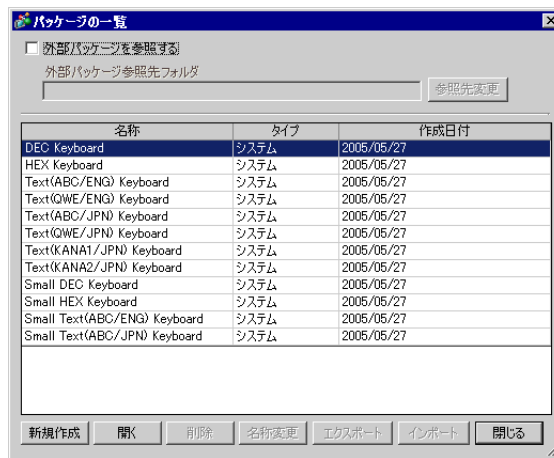 パッケージの一覧
外部パッケージを参照する
外部パッケージ参照先フォルダ
参照先変更
名称 タイプ 作成日付
DEC Keyboard システム 2005/05/27
HEX Keyboard システム 2005/05/27
Text(ABC/ENG) Keyboard システム 2005/05/27
Text(QWE/ENG) Keyboard システム 2005/05/27
Text(ABC/JPN) Keyboard システム 2005/05/27
Text(QWE/JPN) Keyboard システム 2005/05/27
Text(KANA1/JPN) Keyboard システム 2005/05/27
Text(KANA2/JPN) Keyboard システム 2005/05/27
Small DEC Keyboard システム 2005/05/27
Small HEX Keyboard システム 2005/05/27
Small Text(ABC/ENG) Keyboard システム 2005/05/27
Small Text(ABC/JPN) Keyboard システム 2005/05/27
新規作成 開く 削除 名称変更 エクスポート インポート 閉じる